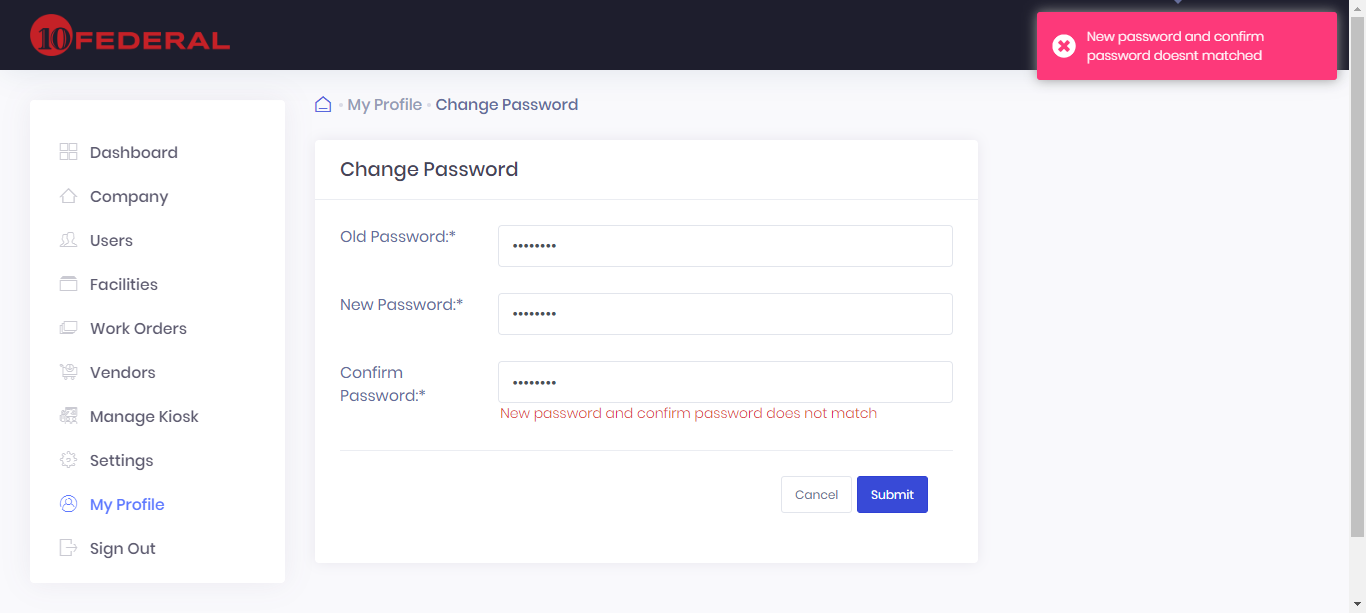 10 FEDERAL
New password and confirm
password doesnt matched
My Profile • Change Password
Dashboard
Company
Users
Facilities
Work Orders
Vendors
Manage Kiosk
Settings
My Profile
Sign Out
Change Password
Old Password:*
••••••••
New Password:*
••••••••
Confirm
Password:*
••••••••
New password and confirm password does not match
Cancel
Submit